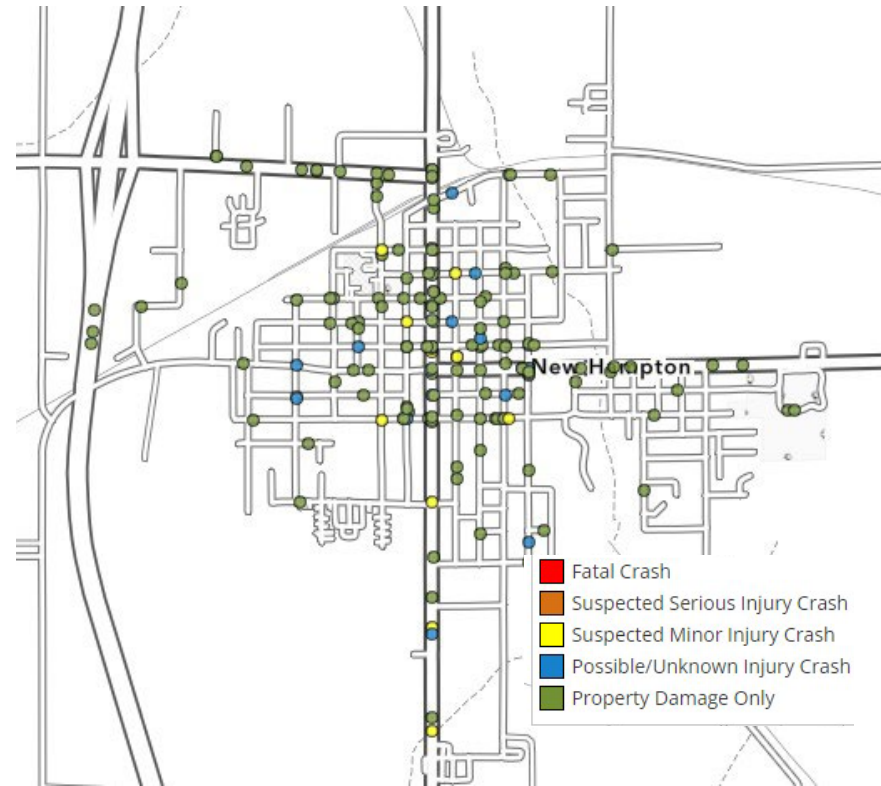 New Hampton
Fatal Crash
Suspected Serious Injury Crash
Suspected Minor Injury Crash
Possible/Unknown Injury Crash
Property Damage Only